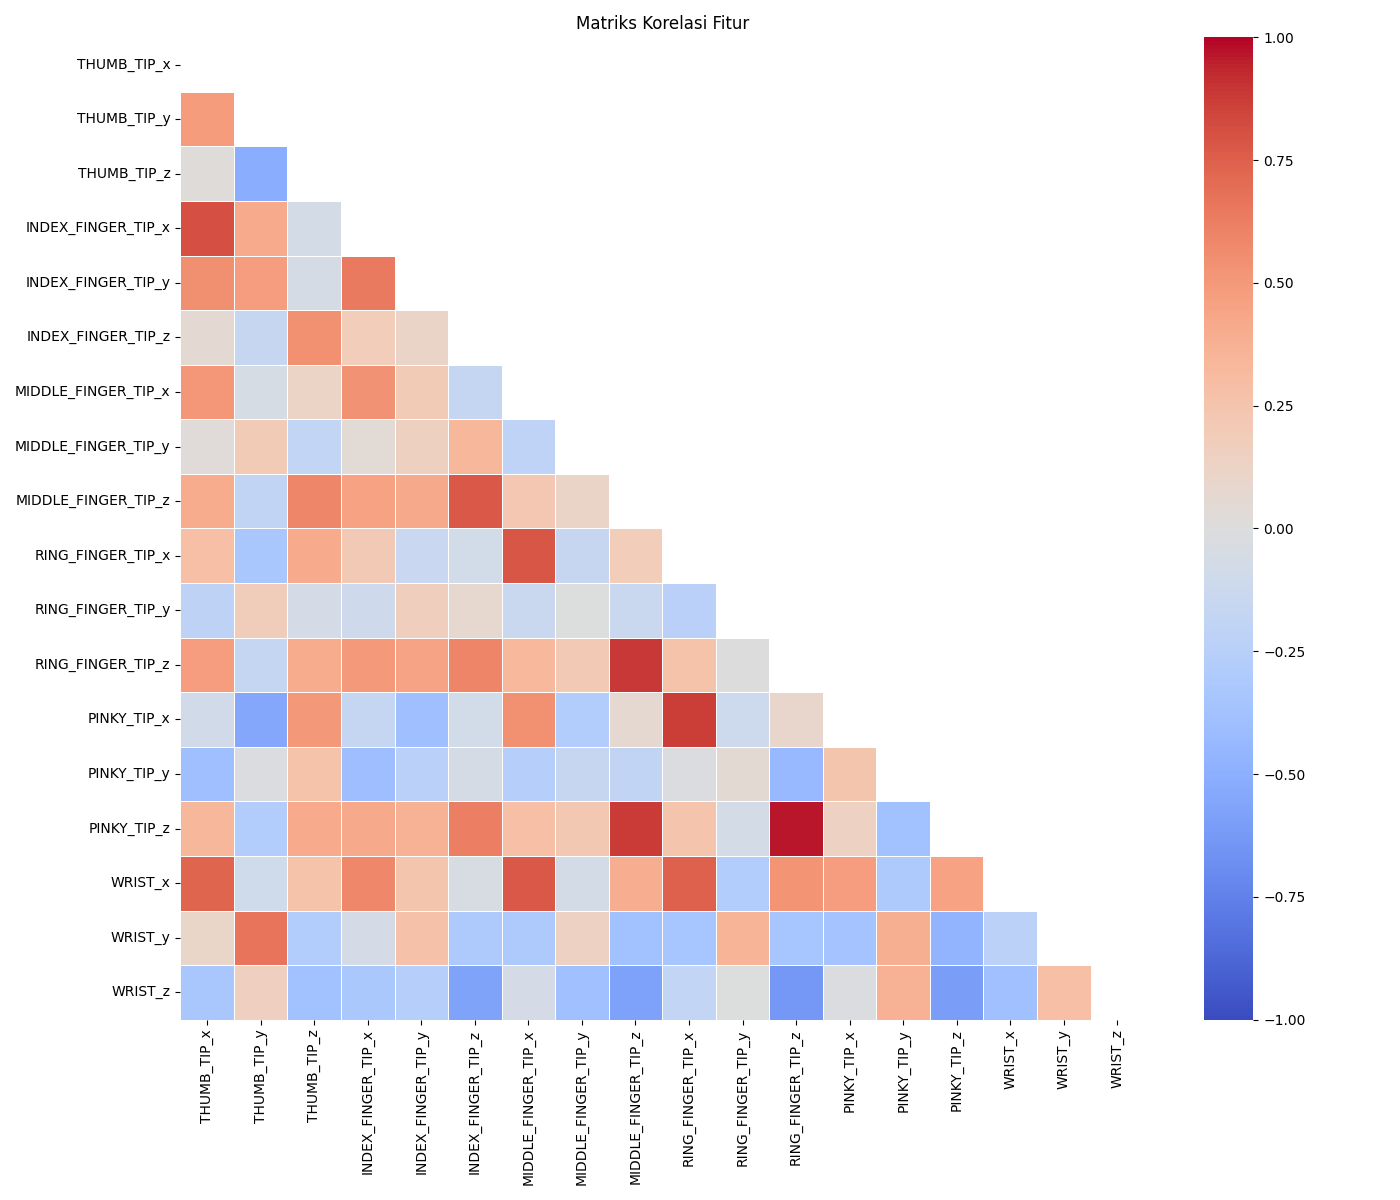 Matriks Korelasi Fitur
THUMB_TIP_x
THUMB_TIP_y
THUMB_TIP_z
INDEX_FINGER_TIP_x
INDEX_FINGER_TIP_y
INDEX_FINGER_TIP_z
MIDDLE_FINGER_TIP_x
MIDDLE_FINGER_TIP_y
MIDDLE_FINGER_TIP_z
RING_FINGER_TIP_x
RING_FINGER_TIP_y
RING_FINGER_TIP_z
PINKY_TIP_x
PINKY_TIP_y
PINKY_TIP_z
WRIST_x
WRIST_y
WRIST_z
THUMB_TIP_x
THUMB_TIP_y
THUMB_TIP_z
INDEX_FINGER_TIP_x
INDEX_FINGER_TIP_y
INDEX_FINGER_TIP_z
MIDDLE_FINGER_TIP_x
MIDDLE_FINGER_TIP_y
MIDDLE_FINGER_TIP_z
RING_FINGER_TIP_x
RING_FINGER_TIP_y
RING_FINGER_TIP_z
PINKY_TIP_x
PINKY_TIP_y
PINKY_TIP_z
WRIST_x
WRIST_y
WRIST_z
1.00
0.75
0.50
0.25
0.00
−0.25
−0.50
−0.75
−1.00